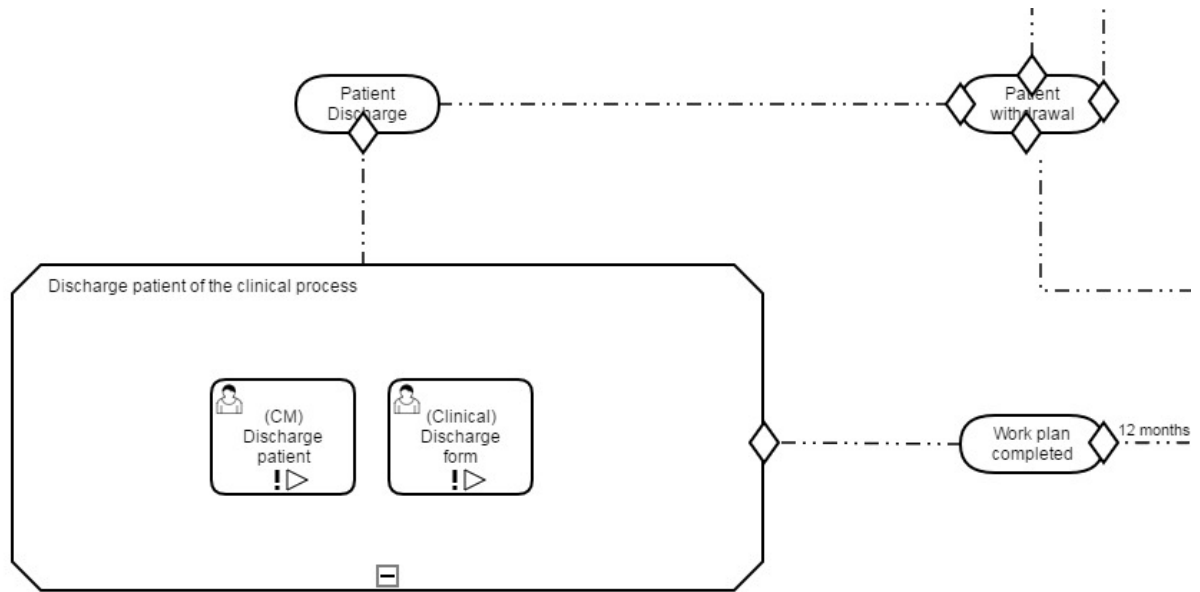 Patient
Discharge
Patient
withdrawal
Discharge patient of the clinical process
(CM)
Discharge
patient
(Clinical)
Discharge
form
Work plan
completed
12 months